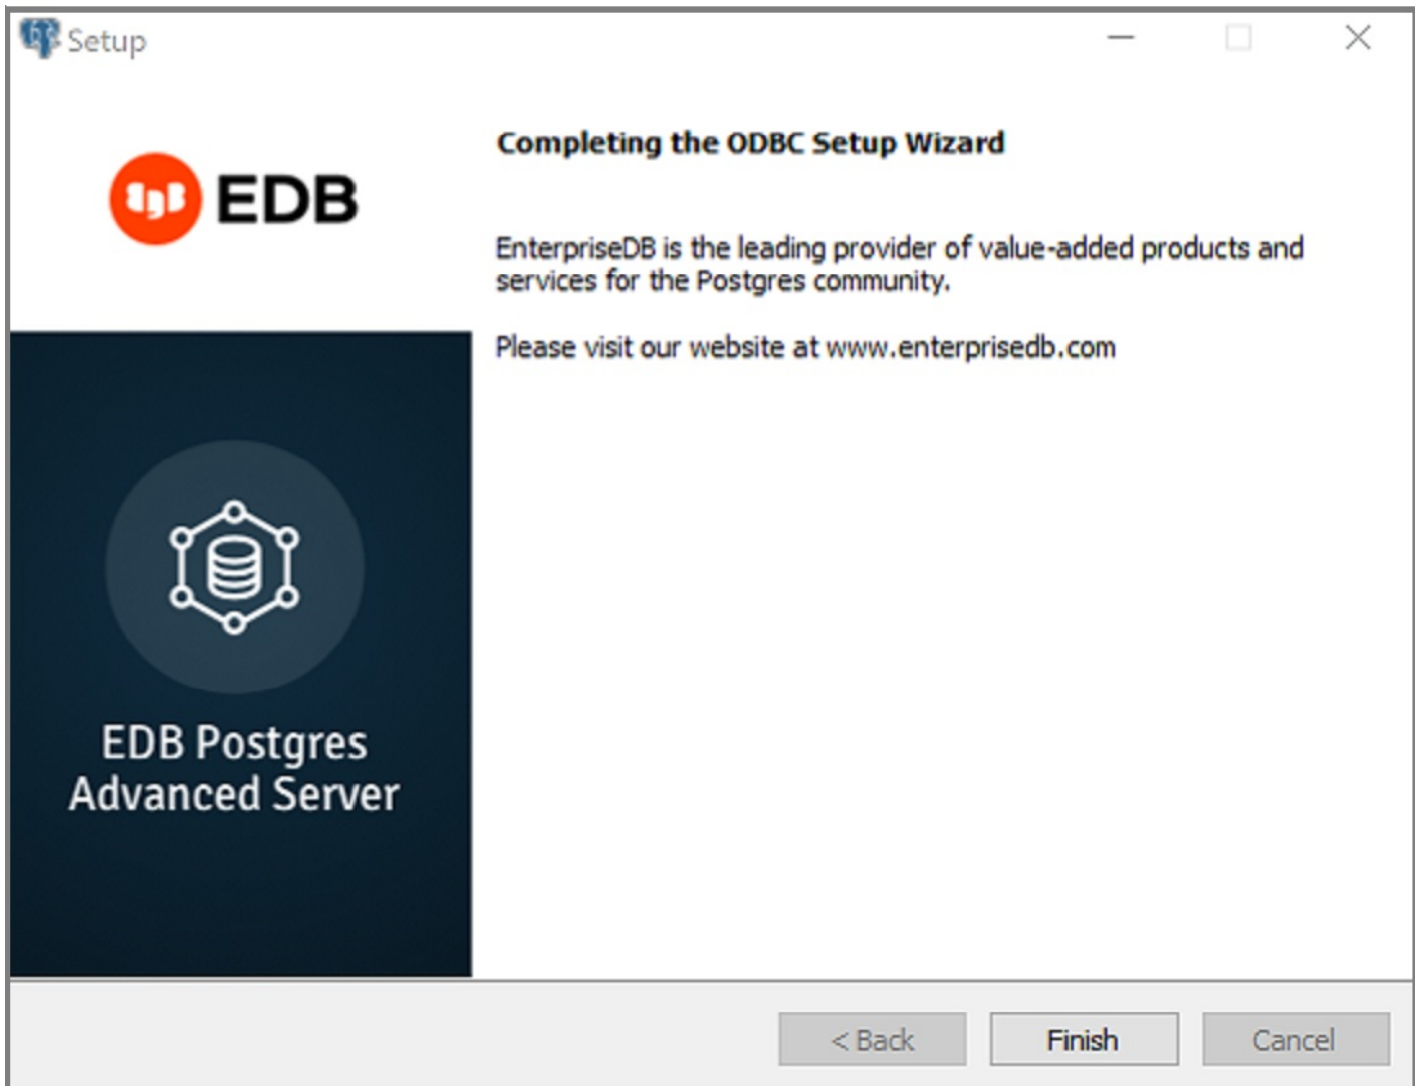 Setup
EDB
Completing the ODBC Setup Wizard
EnterpriseDB is the leading provider of value-added products and
services for the Postgres community.
Please visit our website at www.enterprisedb.com
EDB Postgres
Advanced Server
< Back
Finish
Cancel